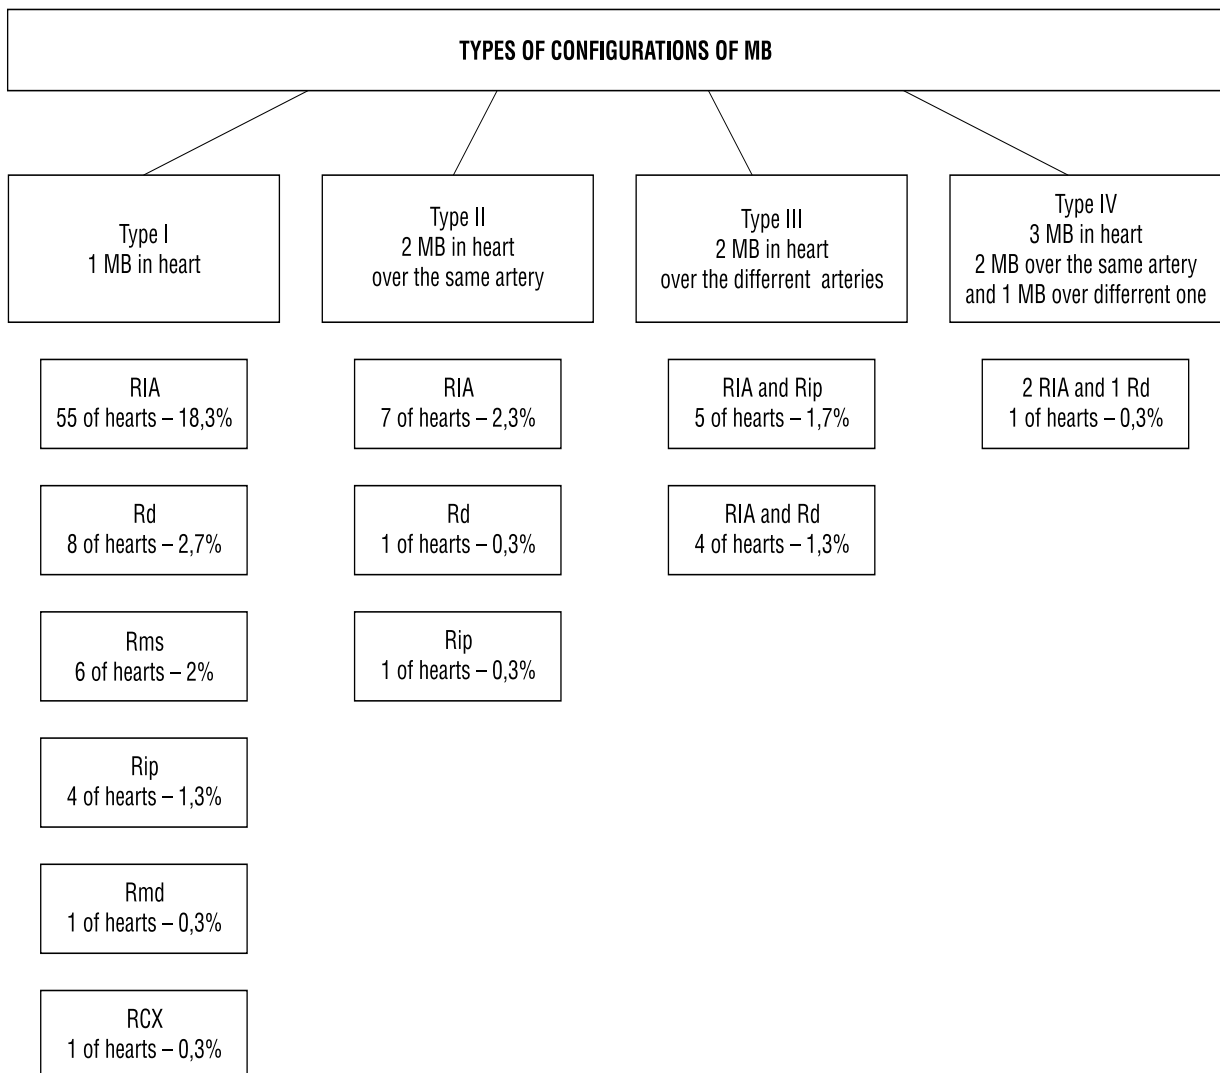 TYPES OF CONFIGURATIONS OF MB
Type I
1 MB in heart
Type II
2 MB in heart
over the same artery
Type III
2 MB in heart
over the different arteries
Type IV
3 MB in heart
2 MB over the same artery
and 1 MB over differrent one
RIA
55 of hearts – 18,3%
Rd
8 of hearts – 2,7%
Rms
6 of hearts – 2%
Rip
4 of hearts – 1,3%
Rmd
1 of hearts – 0,3%
RCX
1 of hearts – 0,3%
RIA
7 of hearts – 2,3%
Rd
1 of hearts – 0,3%
Rip
1 of hearts – 0,3%
RIA and Rip
5 of hearts – 1,7%
RIA and Rd
4 of hearts – 1,3%
2 RIA and 1 Rd
1 of hearts – 0,3%